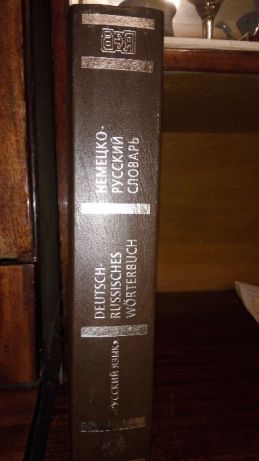 НЕМЕЦКО-
РУССКИЙ
СЛОВАРЬ
DEUTSCH-
RUSSISCHES
WÖRTERBUCH
«РУССКИЙ ЯЗЫК»